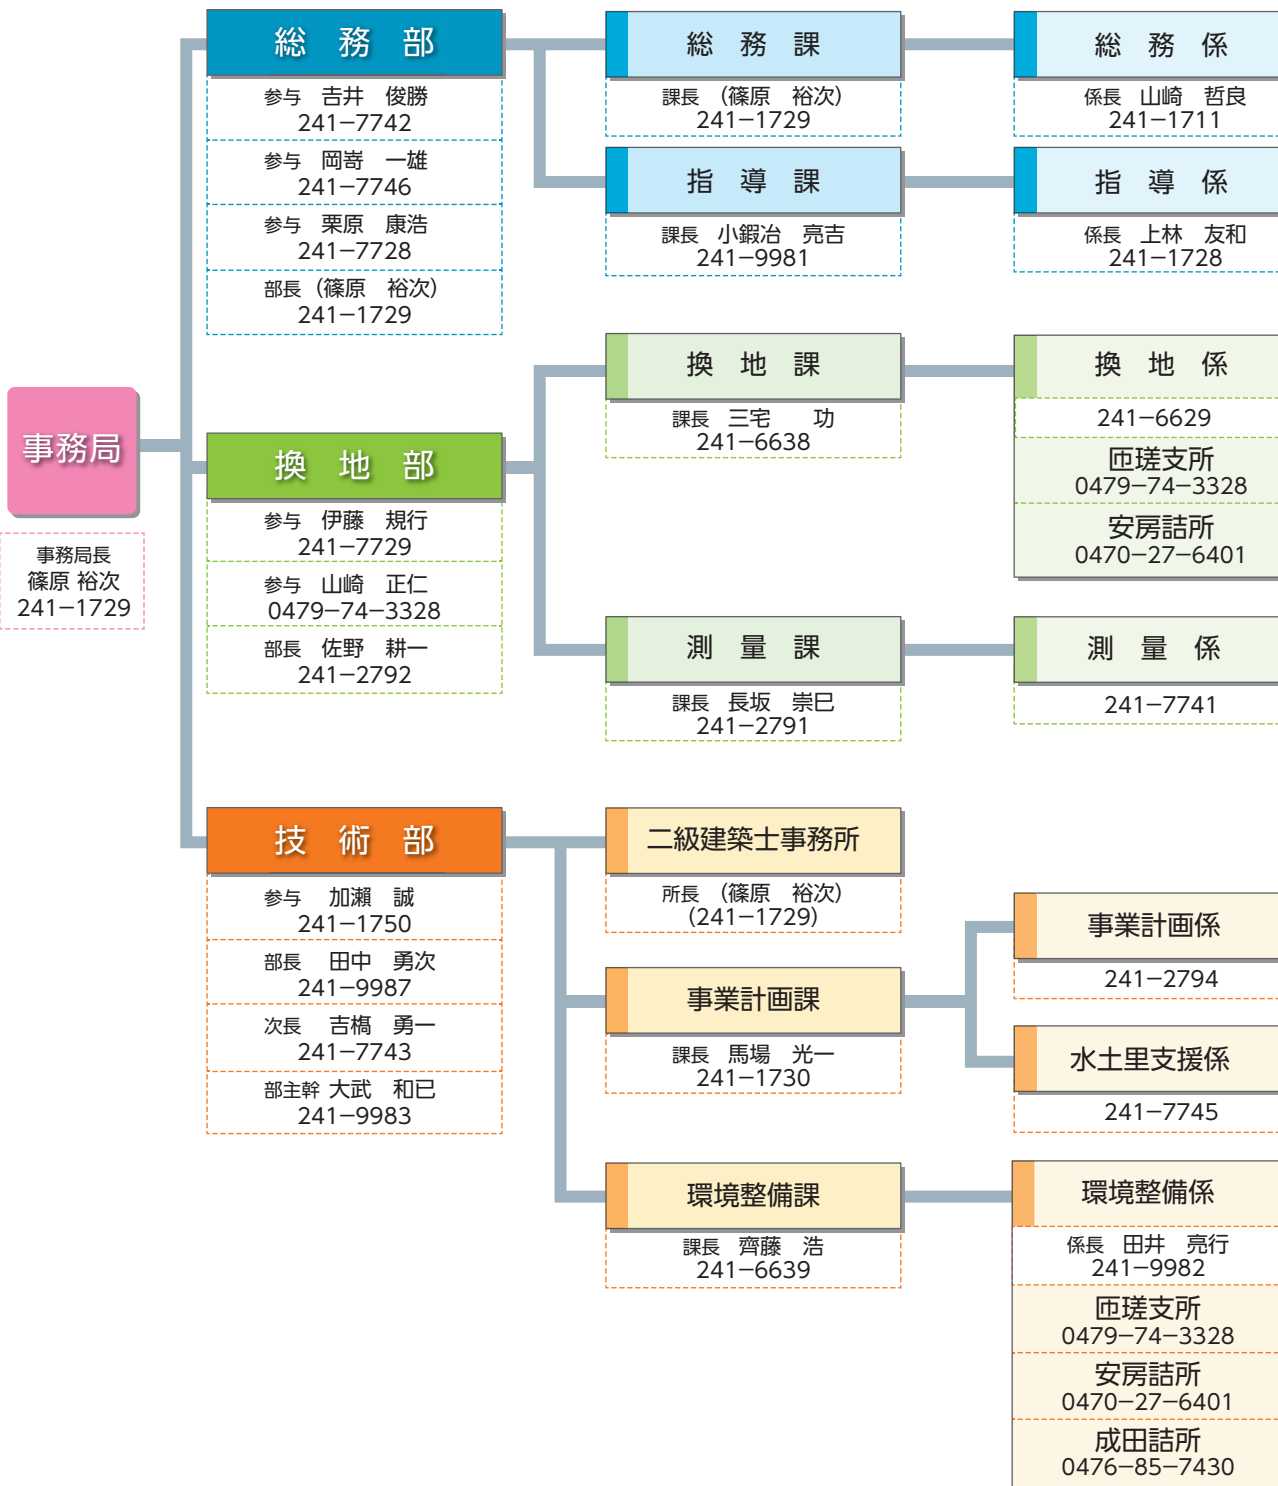 事務局
事務局長
篠原 裕次
241−1729
総務部
参与 吉井 俊勝
241−7742
参与 岡嵜 一雄
241−7746
参与 栗原 康浩
241−7728
部長（篠原 裕次）
241−1729
総務課
課長（篠原 裕次）
241−1729
総務係
係長 山崎 哲良
241−1711
指導課
課長 小鍜冶 亮吉
241−9981
指導係
係長 上林 友和
241−1728
換地部
参与 伊藤 規行
241−7729
参与 山崎 正仁
0479−74−3328
部長 佐野 耕一
241−2792
換地課
課長 三宅 功
241−6638
換地係
241−6629
匝瑳支所
0479−74−3328
安房詰所
0470−27−6401
測量課
課長 長坂 崇巳
241−2791
測量係
241−7741
技術部
参与 加瀬 誠
241−1750
部長 田中 勇次
241−9987
次長 吉橋 勇一
241−7743
部主幹 大武 和已
241−9983
二級建築士事務所
所長（篠原 裕次）
(241−1729)
事業計画課
課長 馬場 光一
241−1730
事業計画係
241−2794
水土里支援係
241−7745
環境整備課
課長 齊藤 浩
241−6639
環境整備係
係長 田井 亮行
241−9982
匝瑳支所
0479−74−3328
安房詰所
0470−27−6401
成田詰所
0476−85−7430